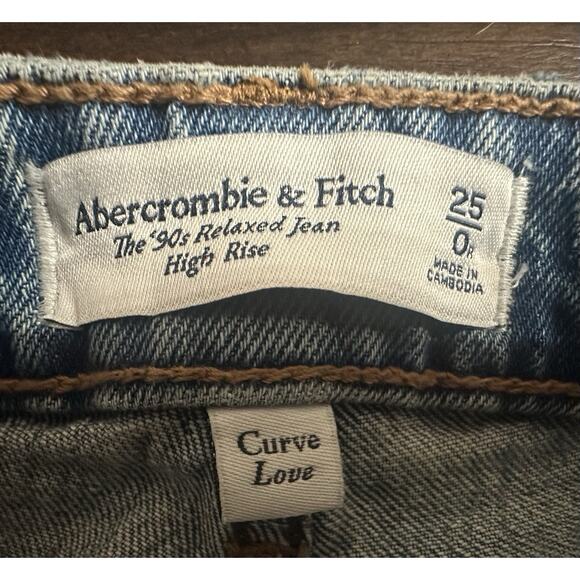 Abercrombie & Fitch
The '90s Relaxed Jean
High Rise
25
0R
MADE IN
CAMBODIA
Curve
Love